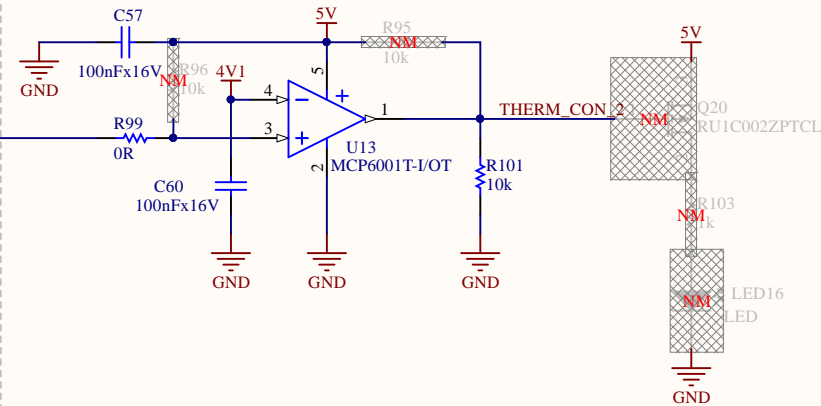 C57
100nFx16V
GND
R96
NM
10k
4V1
5V
R95
NM
10k
R99
0R
4
3
5
2
1
U13
MCP6001T-I/OT
C60
100nFx16V
GND
GND
R101
10k
GND
THERM_CON_2
5V
NM
Q20
RU1C002ZPTCL
R103
NM
1k
NM
LED16
LED
GND